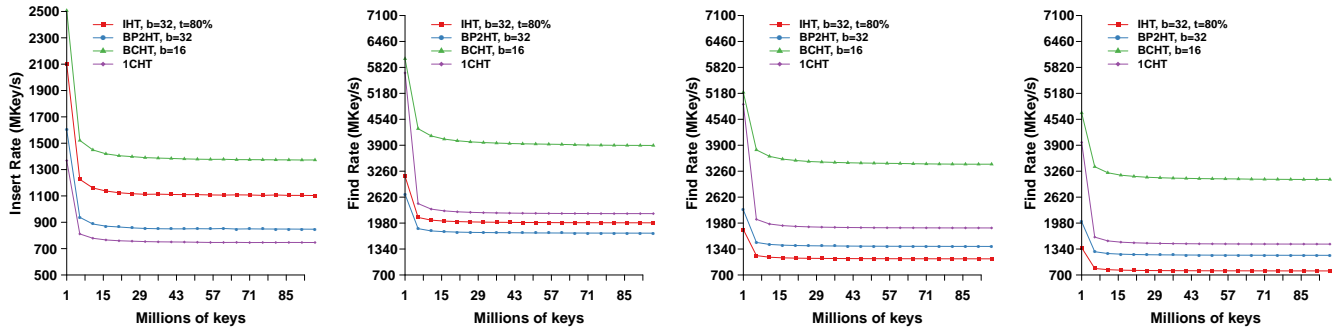 Insert Rate (MKey/s)
2500
2300
2100
1900
1700
1500
1300
1100
900
700
500
IHT, b=32, t=80%
BP2HT, b=32
BCHT, b=16
1CHT
1 15 29 43 57 71 85
Millions of keys
Find Rate (MKey/s)
7100
6460
5820
5180
4540
3900
3260
2620
1980
1340
700
IHT, b=32, t=80%
BP2HT, b=32
BCHT, b=16
1CHT
1 15 29 43 57 71 85
Millions of keys
Find Rate (MKey/s)
7100
6460
5820
5180
4540
3900
3260
2620
1980
1340
700
IHT, b=32, t=80%
BP2HT, b=32
BCHT, b=16
1CHT
1 15 29 43 57 71 85
Millions of keys
Find Rate (MKey/s)
7100
6460
5820
5180
4540
3900
3260
2620
1980
1340
700
IHT, b=32, t=80%
BP2HT, b=32
BCHT, b=16
1CHT
1 15 29 43 57 71 85
Millions of keys